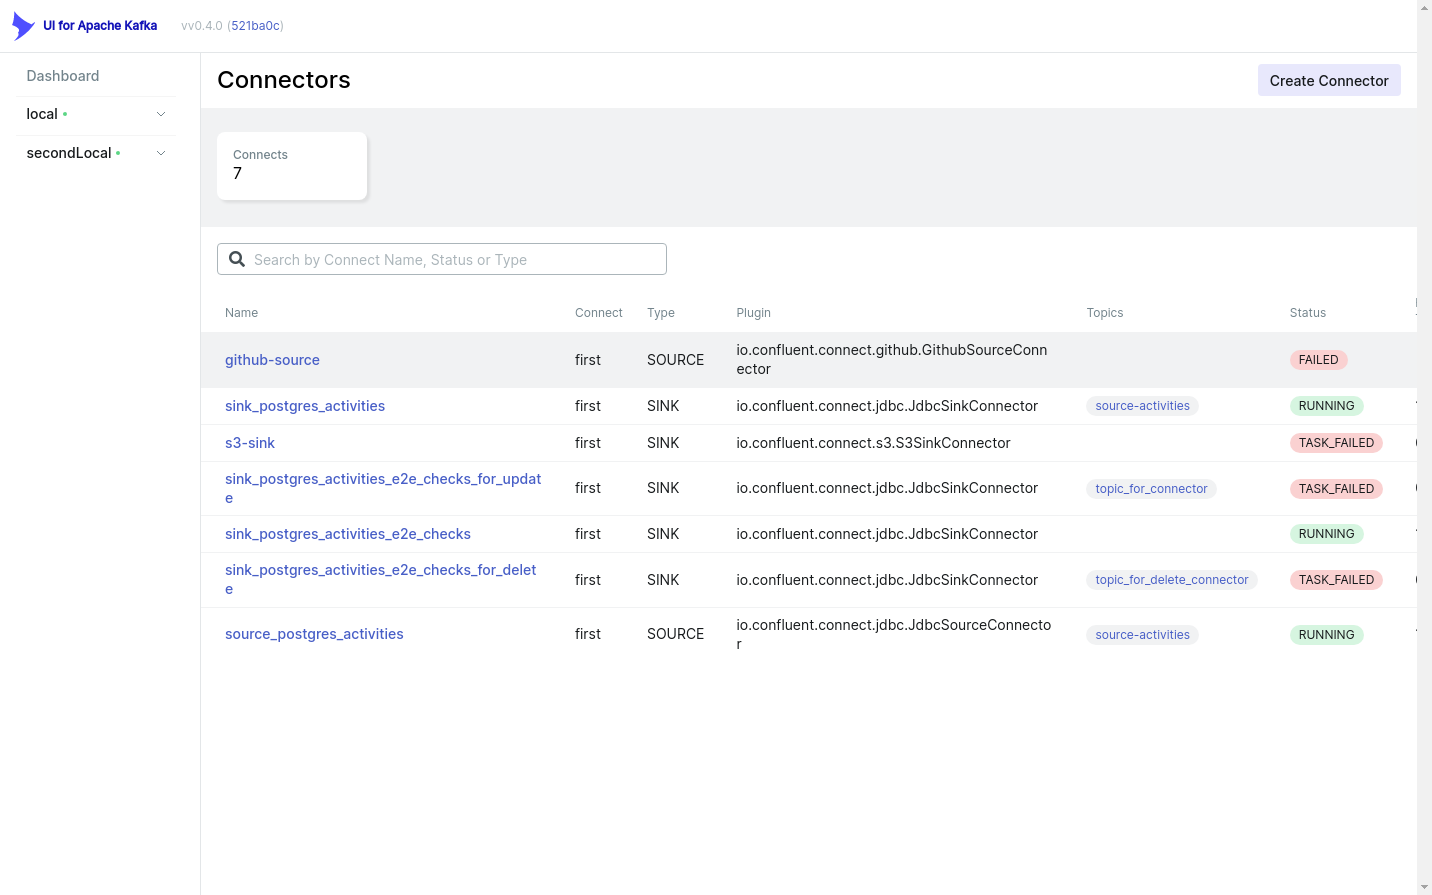 UI for Apache Kafka vv0.4.0 (521ba0c)
Dashboard
local
secondLocal
Connectors
Create Connector
Connects
7
Search by Connect Name, Status or Type
Name Connect Type Plugin Topics Status
github-source first SOURCE io.confluent.connect.github.GithubSourceConn
ector FAILED
sink_postgres_activities first SINK io.confluent.connect.jdbc.JdbcSinkConnector source-activities RUNNING
s3-sink first SINK io.confluent.connect.s3.S3SinkConnector TASK_FAILED
sink_postgres_activities_e2e_checks_for_updat
e first SINK io.confluent.connect.jdbc.JdbcSinkConnector topic_for_connector TASK_FAILED
sink_postgres_activities_e2e_checks first SINK io.confluent.connect.jdbc.JdbcSinkConnector RUNNING
sink_postgres_activities_e2e_checks_for_delet
e first SINK io.confluent.connect.jdbc.JdbcSinkConnector topic_for_delete_connector TASK_FAILED
source_postgres_activities first SOURCE io.confluent.connect.jdbc.JdbcSourceConnecto
r source-activities RUNNING